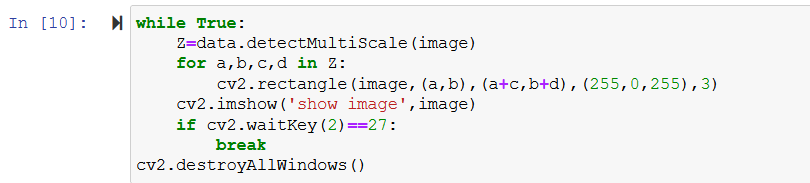 In [10]: while True:
    Z=data.detectMultiScale(image)
    for a,b,c,d in Z:
        cv2.rectangle(image,(a,b),(a+c,b+d),(255,0,255),3)
    cv2.imshow('show image',image)
    if cv2.waitKey(2)==27:
        break
cv2.destroyAllWindows()